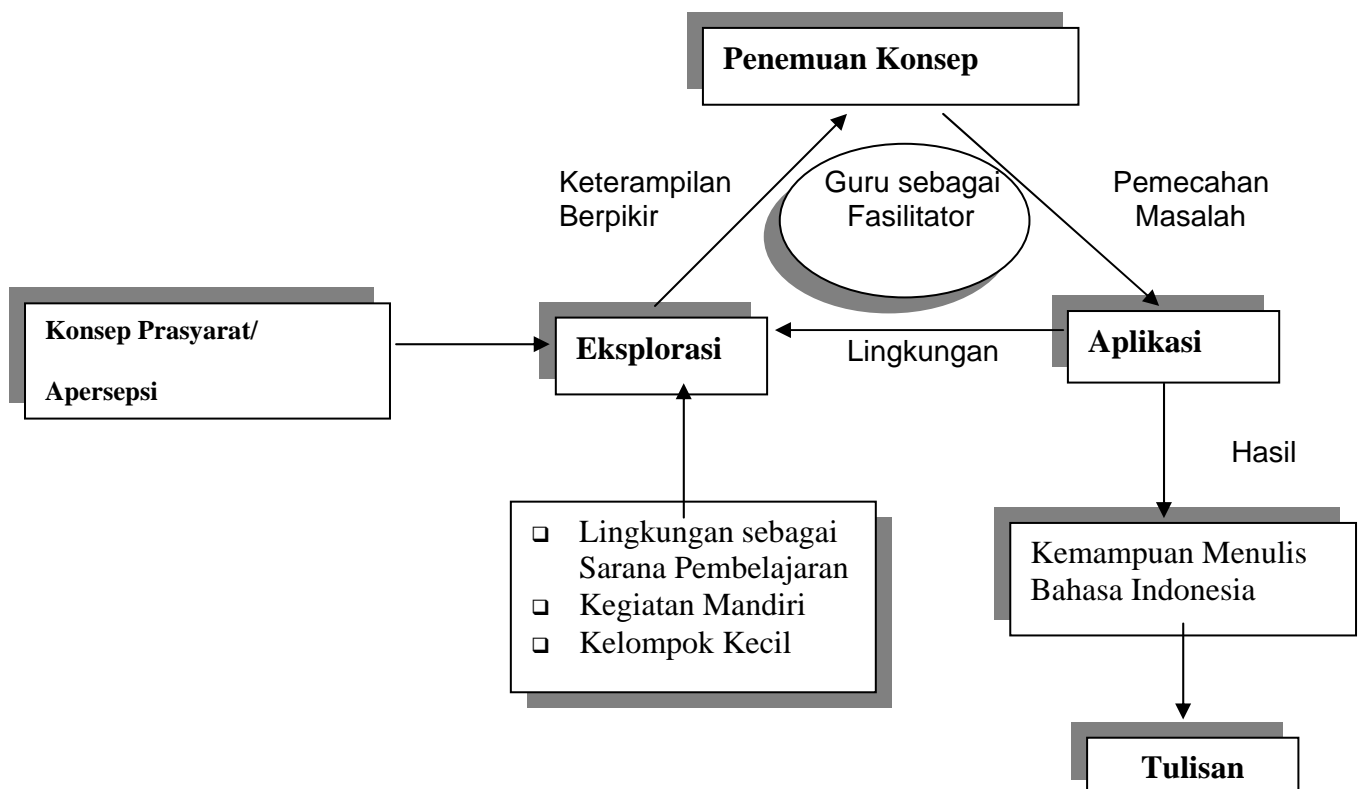 Penemuan Konsep
Keterampilan
Berpikir
Guru sebagai
Fasilitator
Pemecahan
Masalah
Konsep Prasyarat/
Apersepsi
Eksplorasi
Lingkungan
Aplikasi
Hasil
Lingkungan sebagai
Sarana Pembelajaran
Kegiatan Mandiri
Kelompok Kecil
Kemampuan Menulis
Bahasa Indonesia
Tulisan